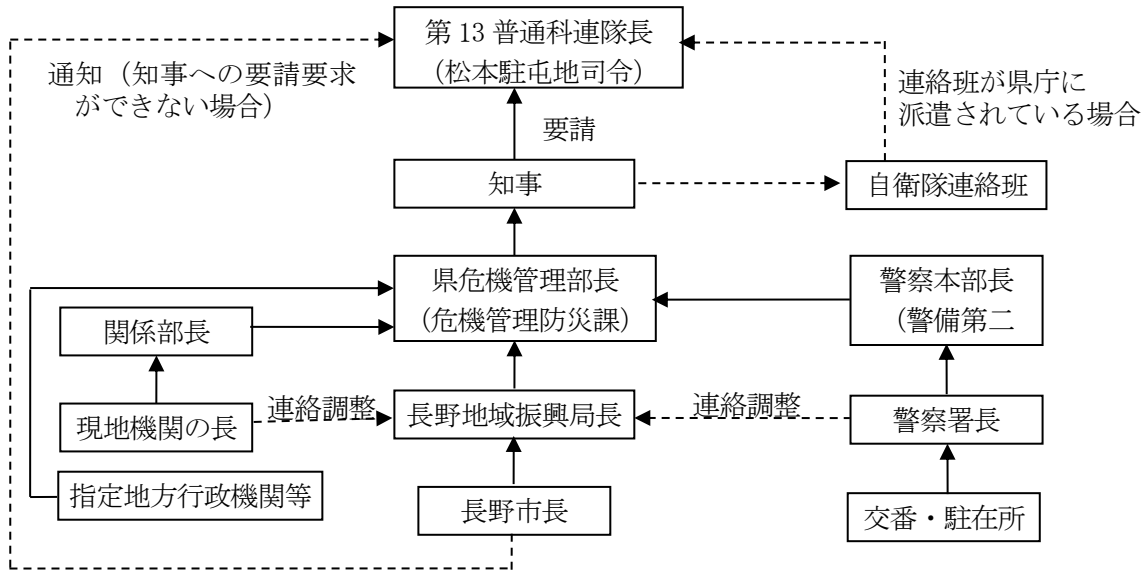 第 13 普通科連隊長
（松本駐屯地司令）
通知（知事への要請要求
ができない場合）
連絡班が県庁に
派遣されている場合
要請
知事
自衛隊連絡班
県危機管理部長
（危機管理防災課）
警察本部長
（警備第二
関係部長
現地機関の長
連絡調整
長野地域振興局長
連絡調整
警察署長
指定地方行政機関等
長野市長
交番・駐在所